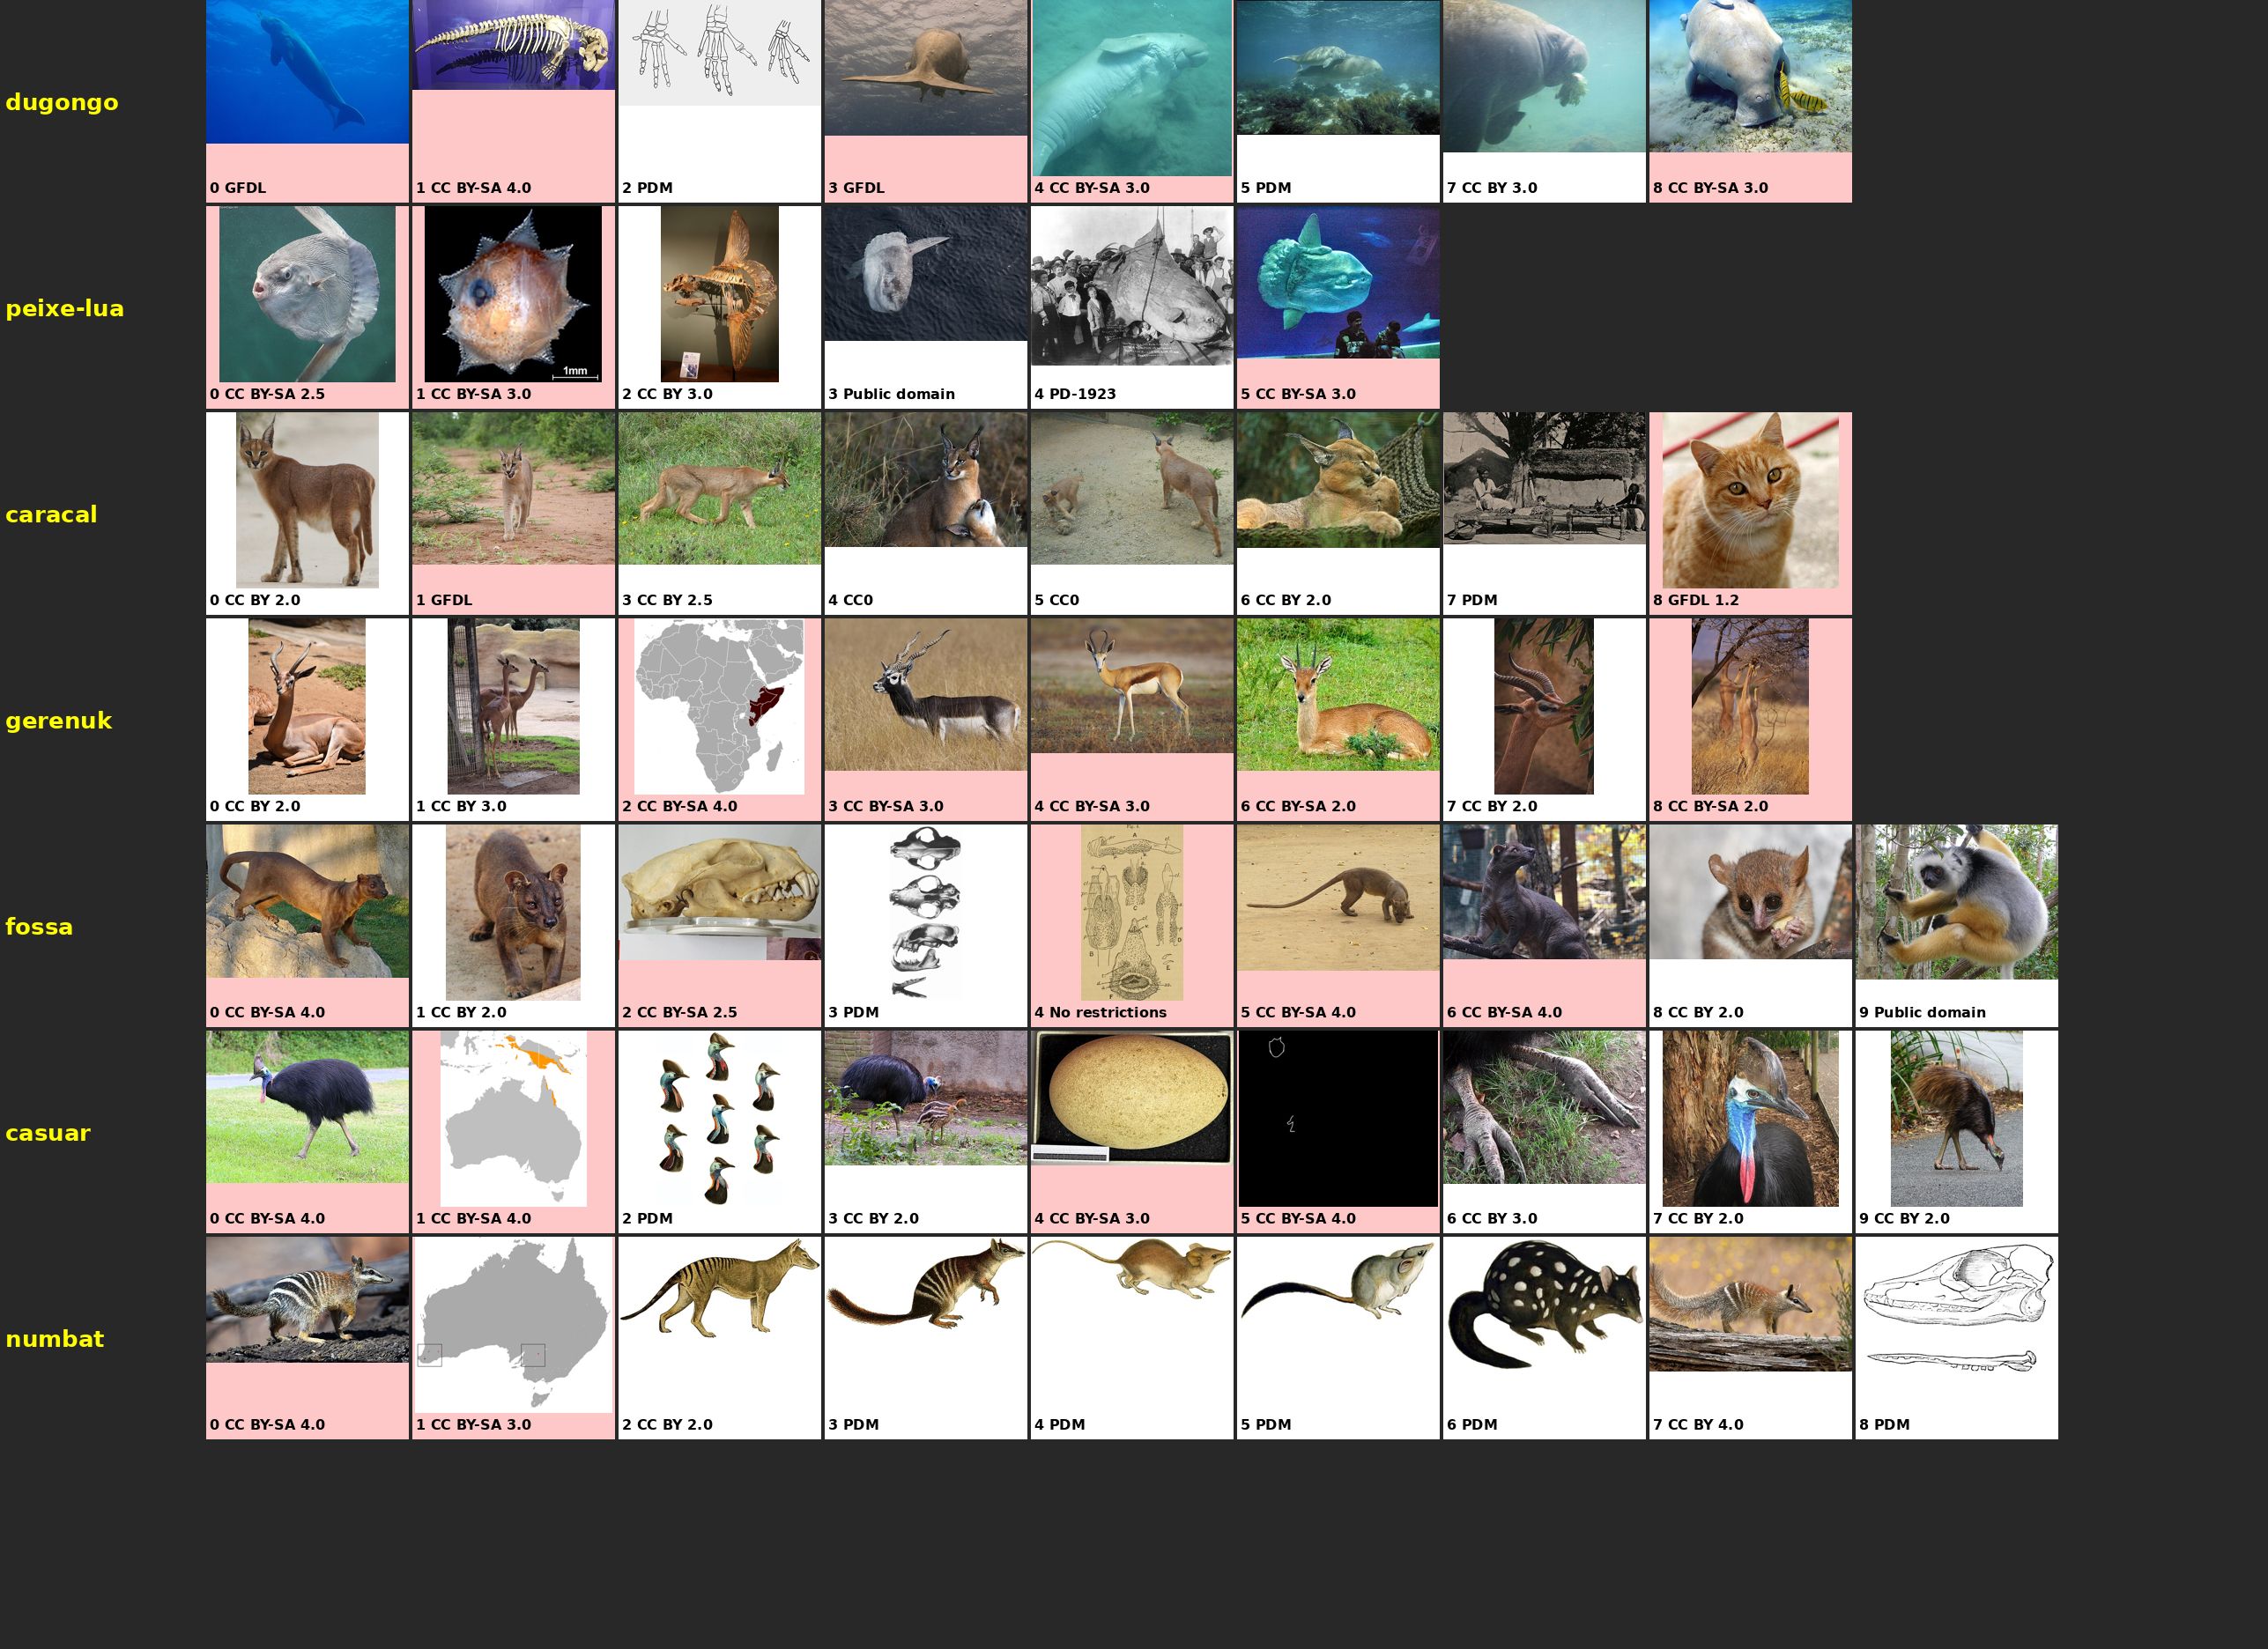 dugongo
0 GFDL
1 CC BY-SA 4.0
2 PDM
3 GFDL
4 CC BY-SA 3.0
5 PDM
7 CC BY 3.0
8 CC BY-SA 3.0
peixe-lua
1mm
0 CC BY-SA 2.5
1 CC BY-SA 3.0
2 CC BY 3.0
3 Public domain
4 PD-1923
5 CC BY-SA 3.0
caracal
0 CC BY 2.0
1 GFDL
3 CC BY 2.5
4 CC0
5 CC0
6 CC BY 2.0
7 PDM
8 GFDL 1.2
gerenuk
0 CC BY 2.0
1 CC BY 3.0
2 CC BY-SA 4.0
3 CC BY-SA 3.0
4 CC BY-SA 3.0
6 CC BY-SA 2.0
7 CC BY 2.0
8 CC BY-SA 2.0
fossa
0 CC BY-SA 4.0
1 CC BY 2.0
2 CC BY-SA 2.5
3 PDM
4 No restrictions
5 CC BY-SA 4.0
6 CC BY-SA 4.0
8 CC BY 2.0
9 Public domain
casuar
0 CC BY-SA 4.0
1 CC BY-SA 4.0
2 PDM
3 CC BY 2.0
4 CC BY-SA 3.0
5 CC BY-SA 4.0
6 CC BY 3.0
7 CC BY 2.0
9 CC BY 2.0
numbat
0 CC BY-SA 4.0
1 CC BY-SA 3.0
2 CC BY 2.0
3 PDM
4 PDM
5 PDM
6 PDM
7 CC BY 4.0
8 PDM